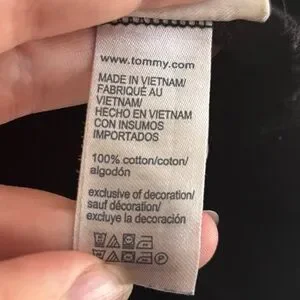 www.tommy.com
MADE IN VIETNAM/
FABRIQUÉ AU
VIETNAM/
HECHO EN VIETNAM
CON INSUMOS
IMPORTADOS
100% cotton/coton/
algodón
exclusive of decoration/
sauf décoration/
excluye la decoración